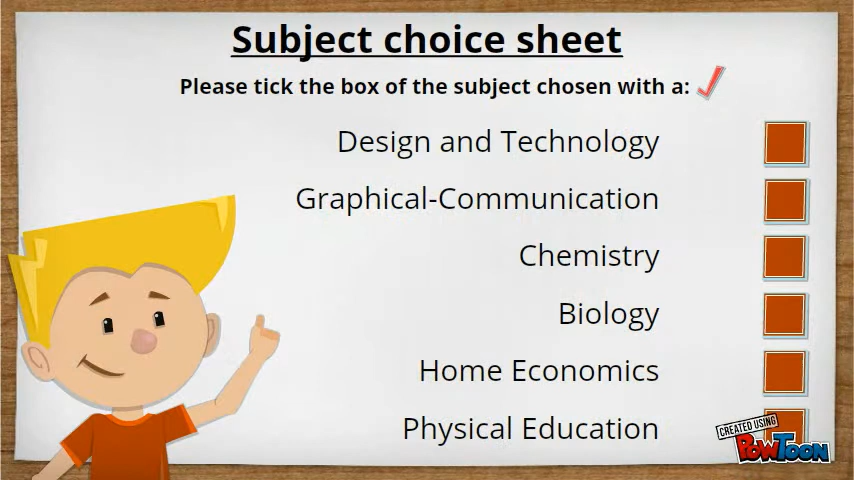 Subject choice sheet
Please tick the box of the subject chosen with a:
Design and Technology
Graphical-Communication
Chemistry
Biology
Home Economics
Physical Education
CREATED USING
POWTOON